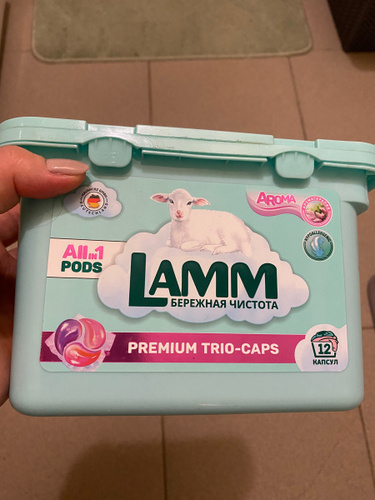 AROMA
All in 1
PODS
LAMM
БЕРЕЖНАЯ ЧИСТОТА
PREMIUM TRIO-CAPS
12
КАПСУЛ